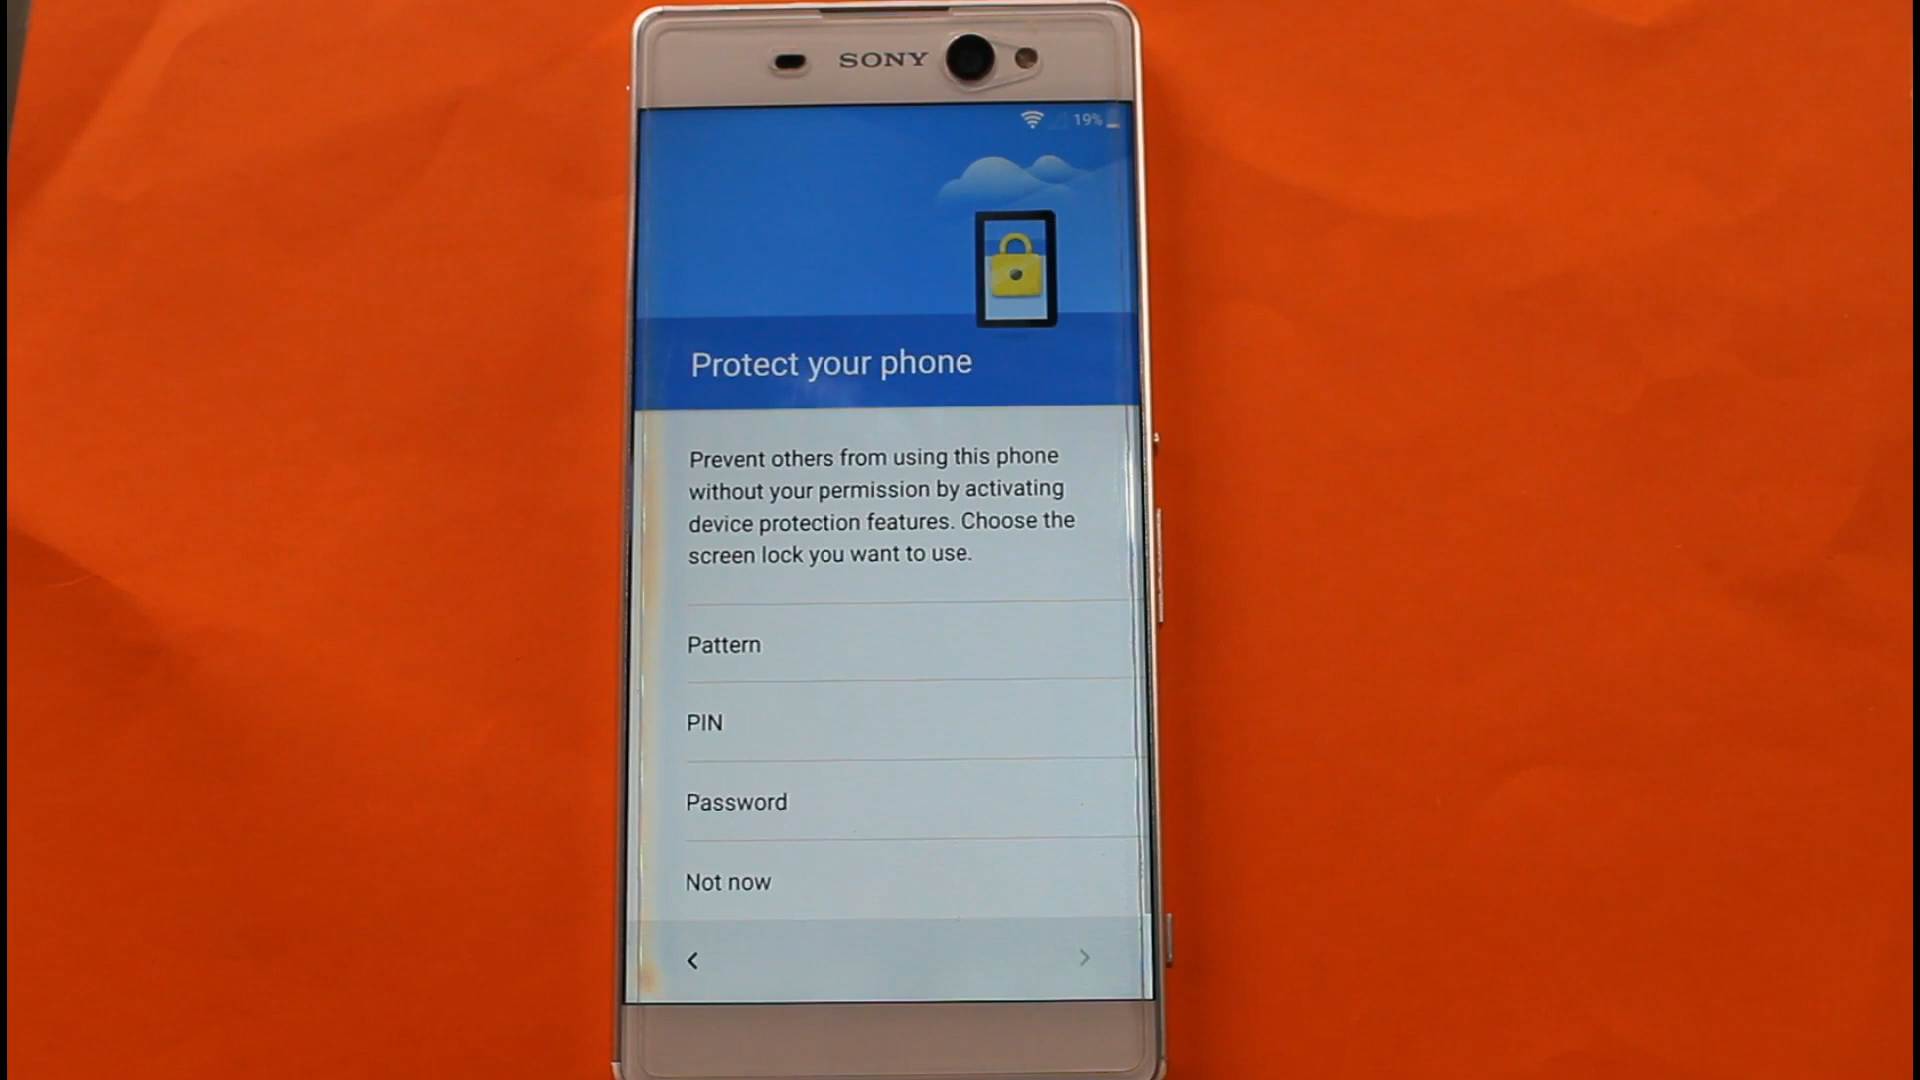 SONY
19%
Protect your phone
Prevent others from using this phone
without your permission by activating
device protection features. Choose the
screen lock you want to use.
Pattern
PIN
Password
Not now